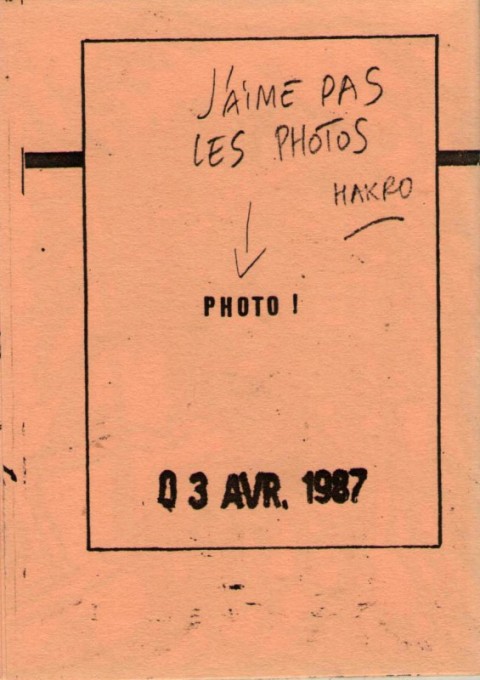 J'AIME PAS
LES PHOTOS
HAKRO
PHOTO !
03 AVR. 1987